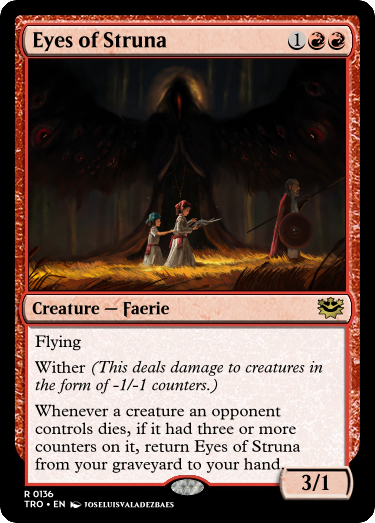 Eyes of Struna 1
Creature — Faerie
Flying
Wither (This deals damage to creatures in
the form of -1/-1 counters.)
Whenever a creature an opponent
controls dies, if it had three or more
counters on it, return Eyes of Struna
from your graveyard to your hand.
3/1
R 0136
TRO • EN JOSELUISVALADEZBAES